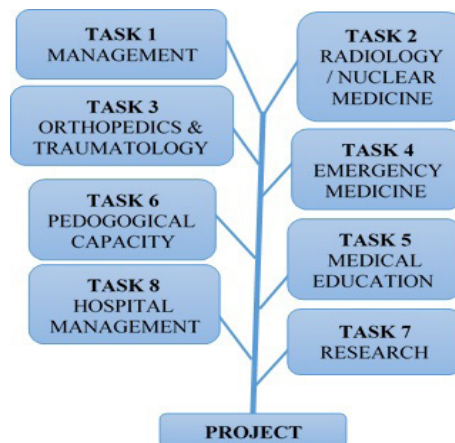 TASK 1
MANAGEMENT
TASK 2
RADIOLOGY
/ NUCLEAR
MEDICINE
TASK 3
ORTHOPEDICS &
TRAUMATOLOGY
TASK 4
EMERGENCY
MEDICINE
TASK 6
PEDOGOGICAL
CAPACITY
TASK 5
MEDICAL
EDUCATION
TASK 8
HOSPITAL
MANAGEMENT
TASK 7
RESEARCH
PROJECT